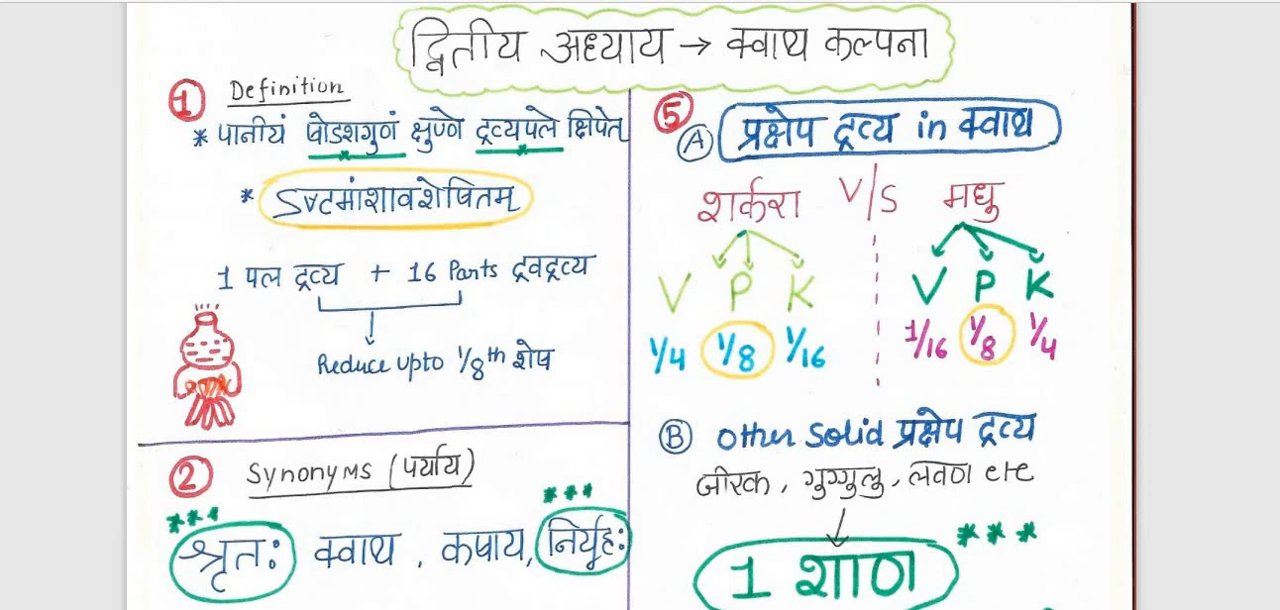 द्वितीय अध्याय → क्वाथ कल्पना
① Definition
* पानीयं षोडशगुणं क्षुण्णे द्रव्यपले क्षिपेत्
* ऽष्टमांशावशेषितम्
1 पल द्रव्य + 16 Parts द्रवद्रव्य
Reduce upto 1/8th शेष
② Synonyms (पर्याय)
*** ***
श्रृतः क्वाथ, कषाय, निर्यूहः
⑤
Ⓐ प्रक्षेप द्रव्य in क्वाथ
शर्करा V/S मधु
V P K V P K
1/4 1/8 1/16 1/16 1/8 1/4
Ⓑ Other Solid प्रक्षेप द्रव्य
जीरक, गुग्गुलु, लवण etc
↓
1 शाण ***